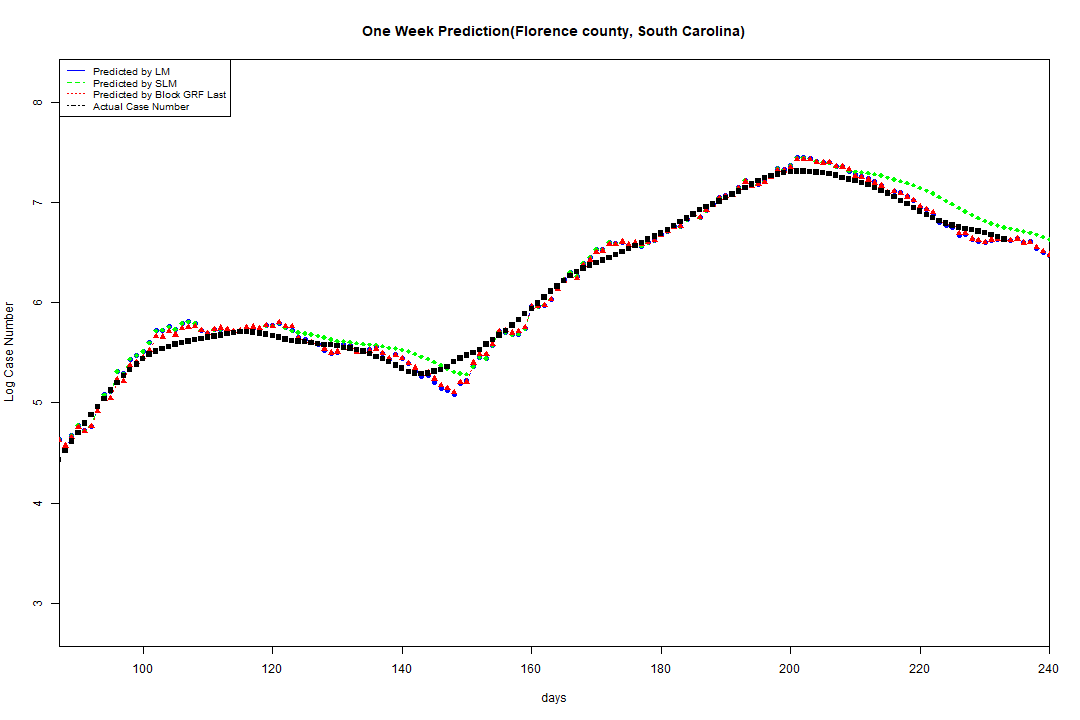 One Week Prediction(Florence county, South Carolina)
Predicted by LM
Predicted by SLM
Predicted by Block GRF Last
Actual Case Number
8
7
6
5
4
3
Log Case Number
100 120 140 160 180 200 220 240
days